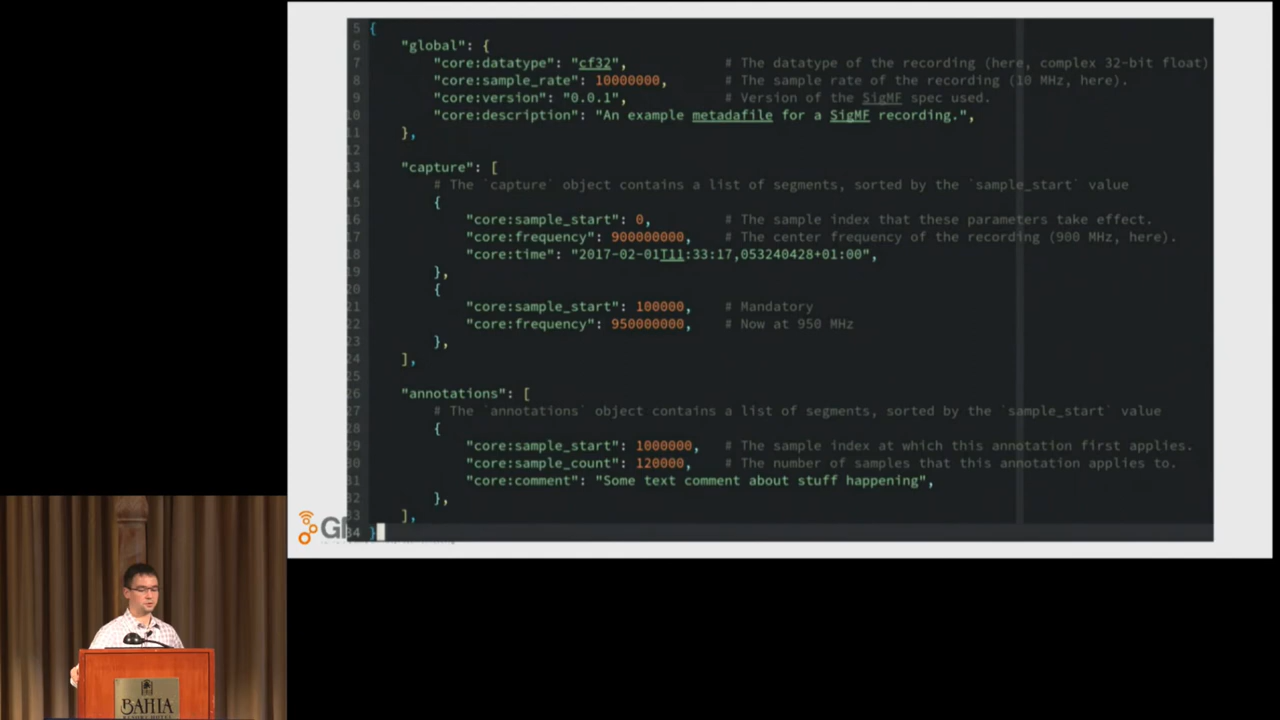 5 {
6 "global": {
7 "core:datatype": "cf32", # The datatype of the recording (here, complex 32-bit float)
8 "core:sample_rate": 10000000, # The sample rate of the recording (10 MHz, here).
9 "core:version": "0.0.1", # Version of the SigMF spec used.
10 "core:description": "An example metadafile for a SigMF recording.",
11 },
12
13 "capture": [
14 # The `capture` object contains a list of segments, sorted by the `sample_start` value
15 {
16 "core:sample_start": 0, # The sample index that these parameters take effect.
17 "core:frequency": 900000000, # The center frequency of the recording (900 MHz, here).
18 "core:time": "2017-02-01T11:33:17,053240428+01:00",
19 },
20 {
21 "core:sample_start": 100000, # Mandatory
22 "core:frequency": 950000000, # Now at 950 MHz
23 },
24 ],
25
26 "annotations": [
27 # The `annotations` object contains a list of segments, sorted by the `sample_start` value
28 {
29 "core:sample_start": 1000000, # The sample index at which this annotation first applies.
30 "core:sample_count": 120000, # The number of samples that this annotation applies to.
31 "core:comment": "Some text comment about stuff happening",
32 },
33 ],
34 }
BAHIA